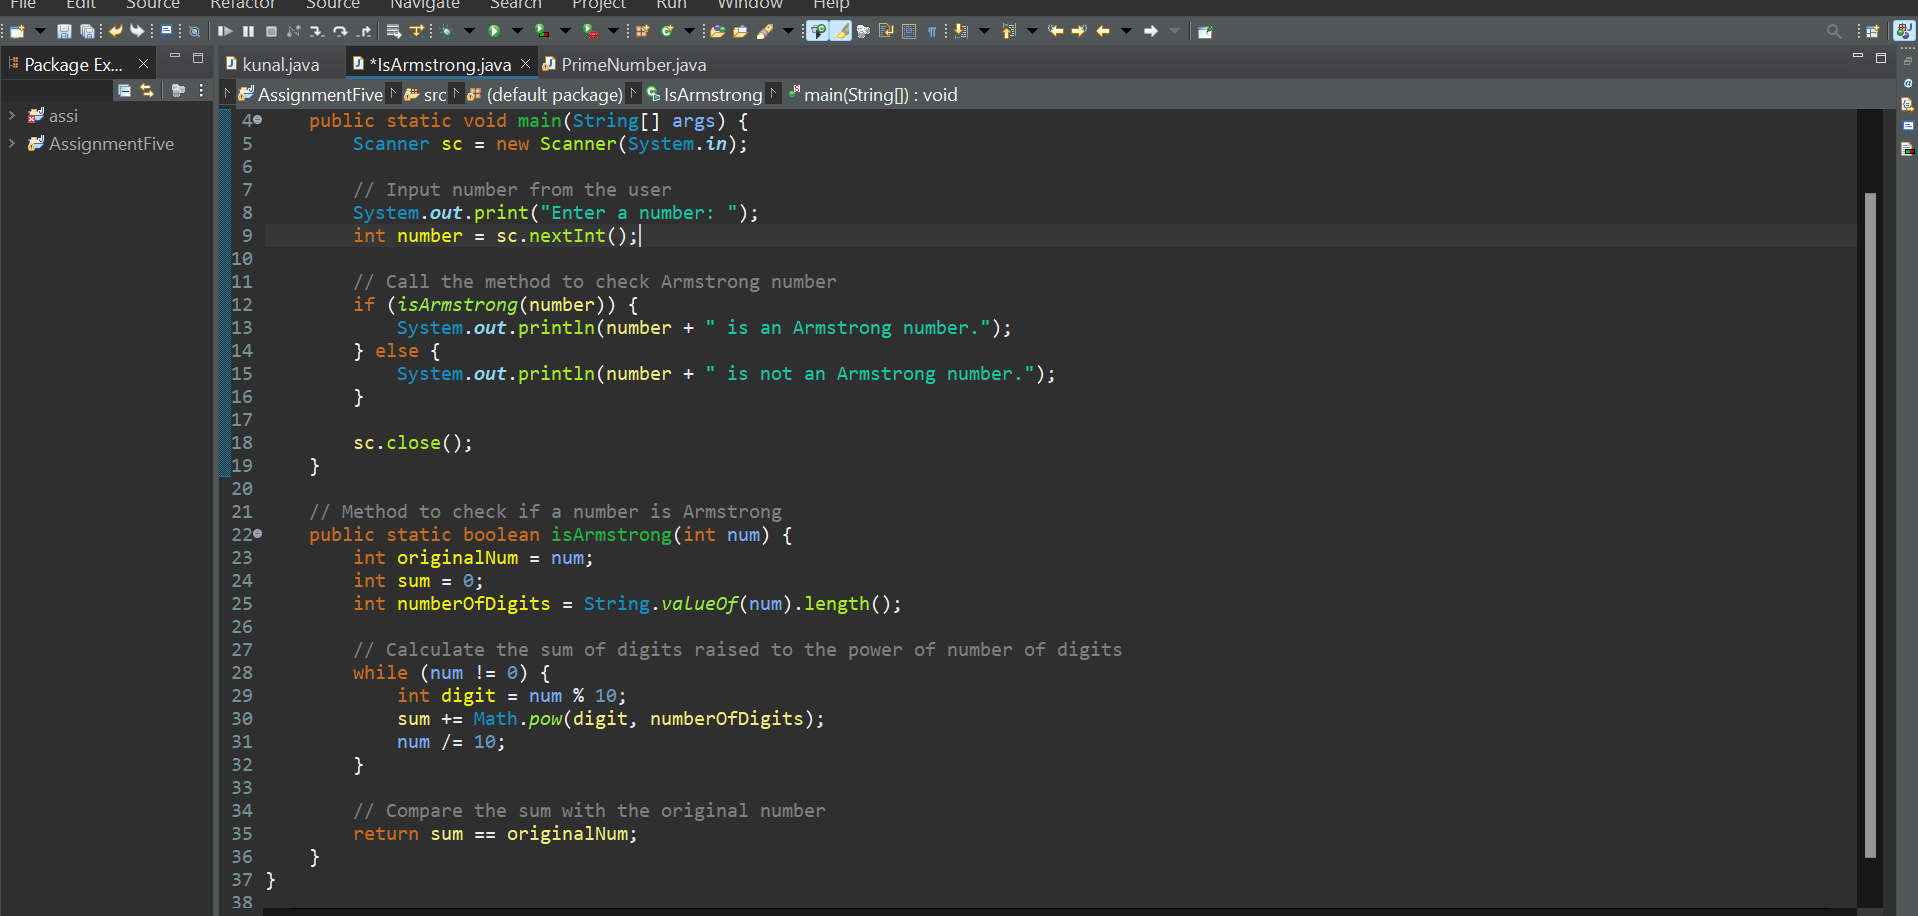 File Edit Source Refactor Source Navigate Search Project Run Window Help
Package Ex...
kunal.java
*IsArmstrong.java
PrimeNumber.java
AssignmentFive src (default package) IsArmstrong main(String[]) : void
assi
AssignmentFive
4 public static void main(String[] args) {
5 Scanner sc = new Scanner(System.in);
6
7 // Input number from the user
8 System.out.print("Enter a number: ");
9 int number = sc.nextInt();
10
11 // Call the method to check Armstrong number
12 if (isArmstrong(number)) {
13 System.out.println(number + " is an Armstrong number.");
14 } else {
15 System.out.println(number + " is not an Armstrong number.");
16 }
17
18 sc.close();
19 }
20
21 // Method to check if a number is Armstrong
22 public static boolean isArmstrong(int num) {
23 int originalNum = num;
24 int sum = 0;
25 int numberOfDigits = String.valueOf(num).length();
26
27 // Calculate the sum of digits raised to the power of number of digits
28 while (num != 0) {
29 int digit = num % 10;
30 sum += Math.pow(digit, numberOfDigits);
31 num /= 10;
32 }
33
34 // Compare the sum with the original number
35 return sum == originalNum;
36 }
37 }
38